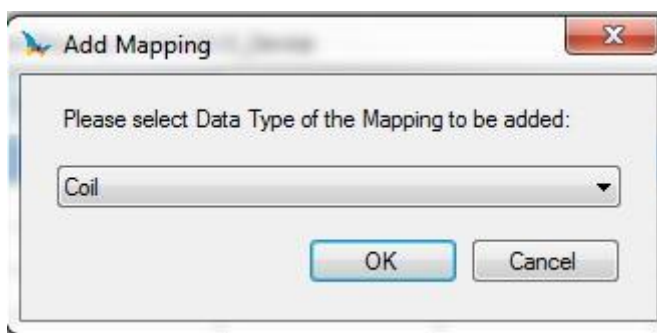 Add Mapping
Please select Data Type of the Mapping to be added:
Coil
OK
Cancel